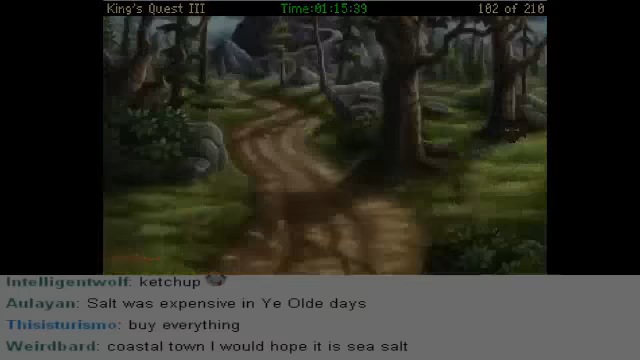 King's Quest III Time:01:15:39 102 of 210
Intelligentwolf: ketchup
Aulayan: Salt was expensive in Ye Olde days
Thisisturismo: buy everything
Weirdbard: coastal town I would hope it is sea salt